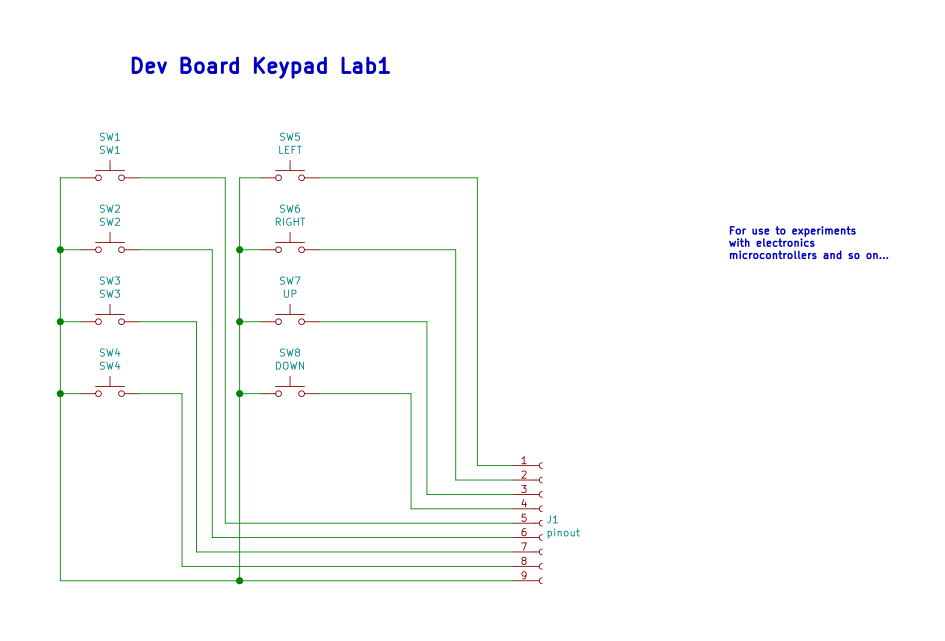 Dev Board Keypad Lab1
SW1
SW1
SW5
LEFT
SW2
SW2
SW6
RIGHT
For use to experiments
with electronics
microcontrollers and so on...
SW3
SW3
SW7
UP
SW4
SW4
SW8
DOWN
1
2
3
4
5
6
7
8
9
J1
pinout